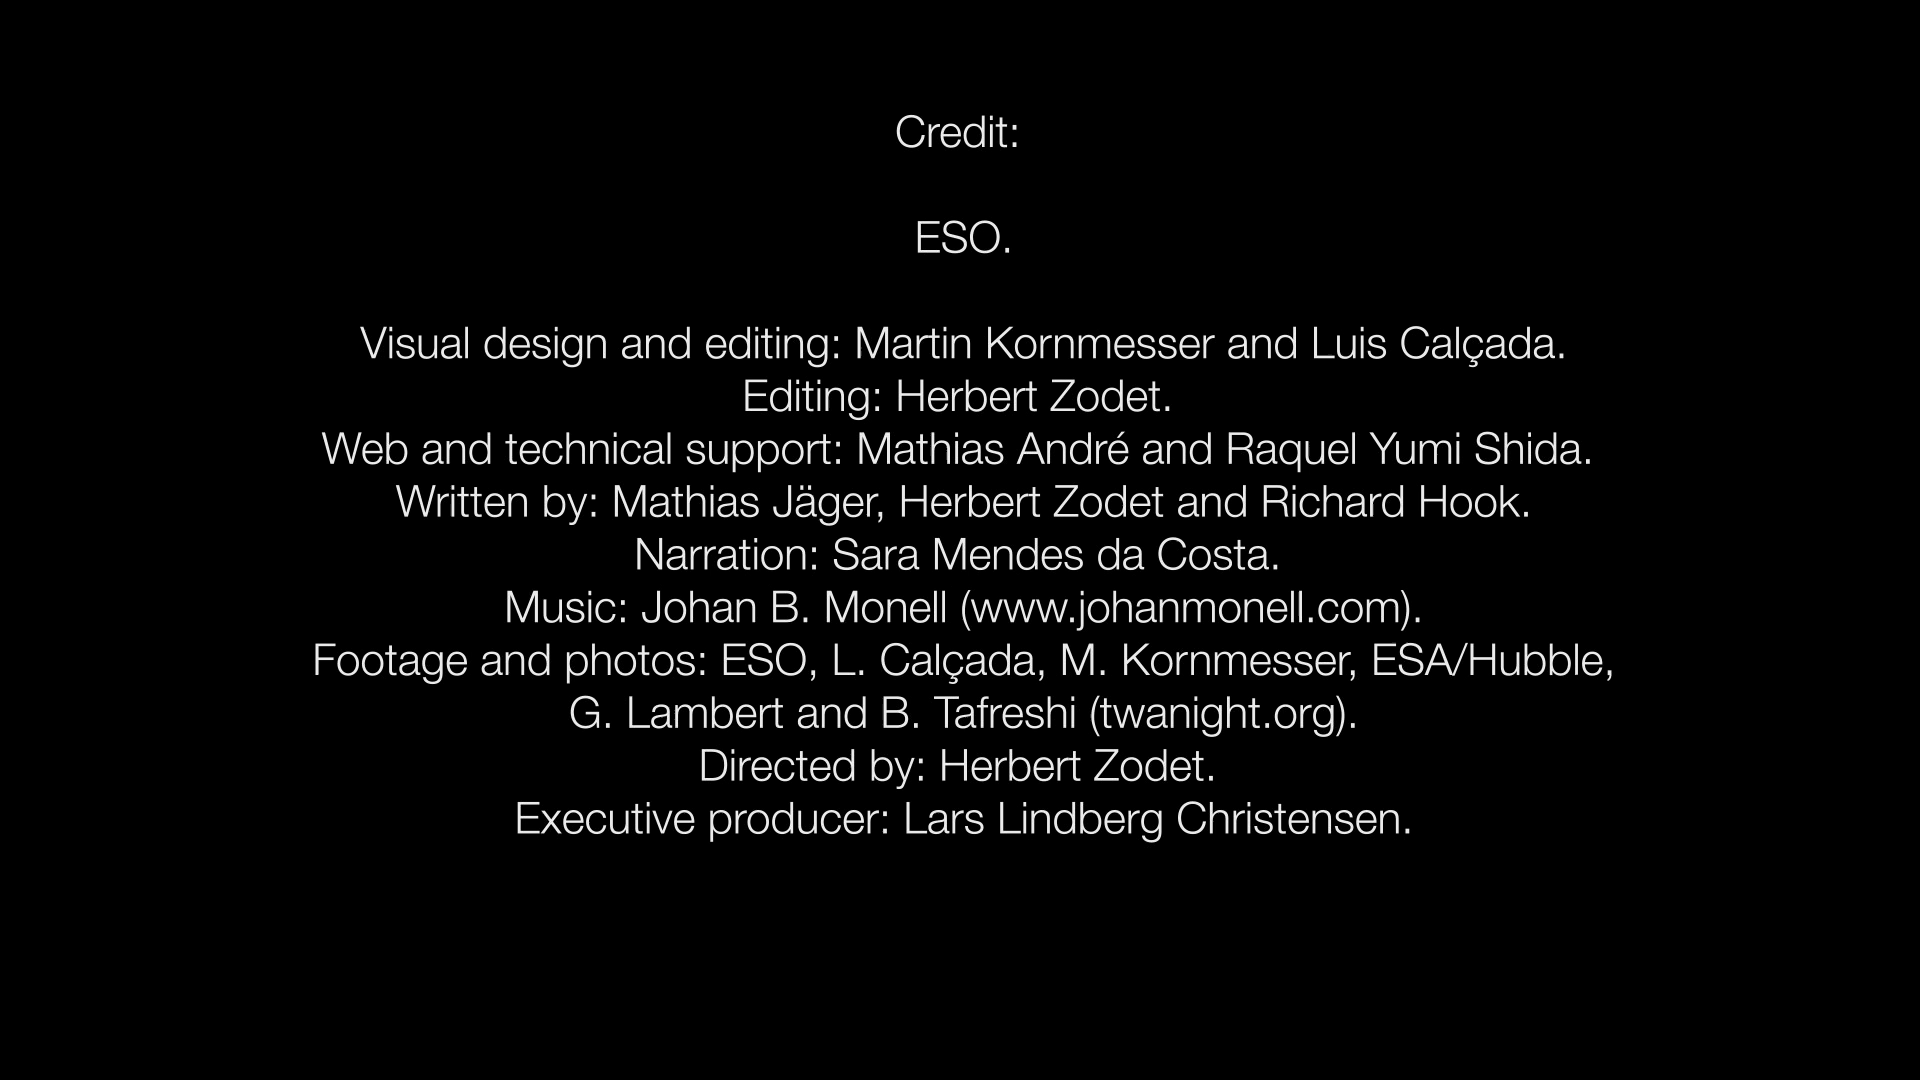 Credit:
ESO.
Visual design and editing: Martin Kornmesser and Luis Calçada.
Editing: Herbert Zodet.
Web and technical support: Mathias André and Raquel Yumi Shida.
Written by: Mathias Jäger, Herbert Zodet and Richard Hook.
Narration: Sara Mendes da Costa.
Music: Johan B. Monell (www.johanmonell.com).
Footage and photos: ESO, L. Calçada, M. Kornmesser, ESA/Hubble,
G. Lambert and B. Tafreshi (twanight.org).
Directed by: Herbert Zodet.
Executive producer: Lars Lindberg Christensen.